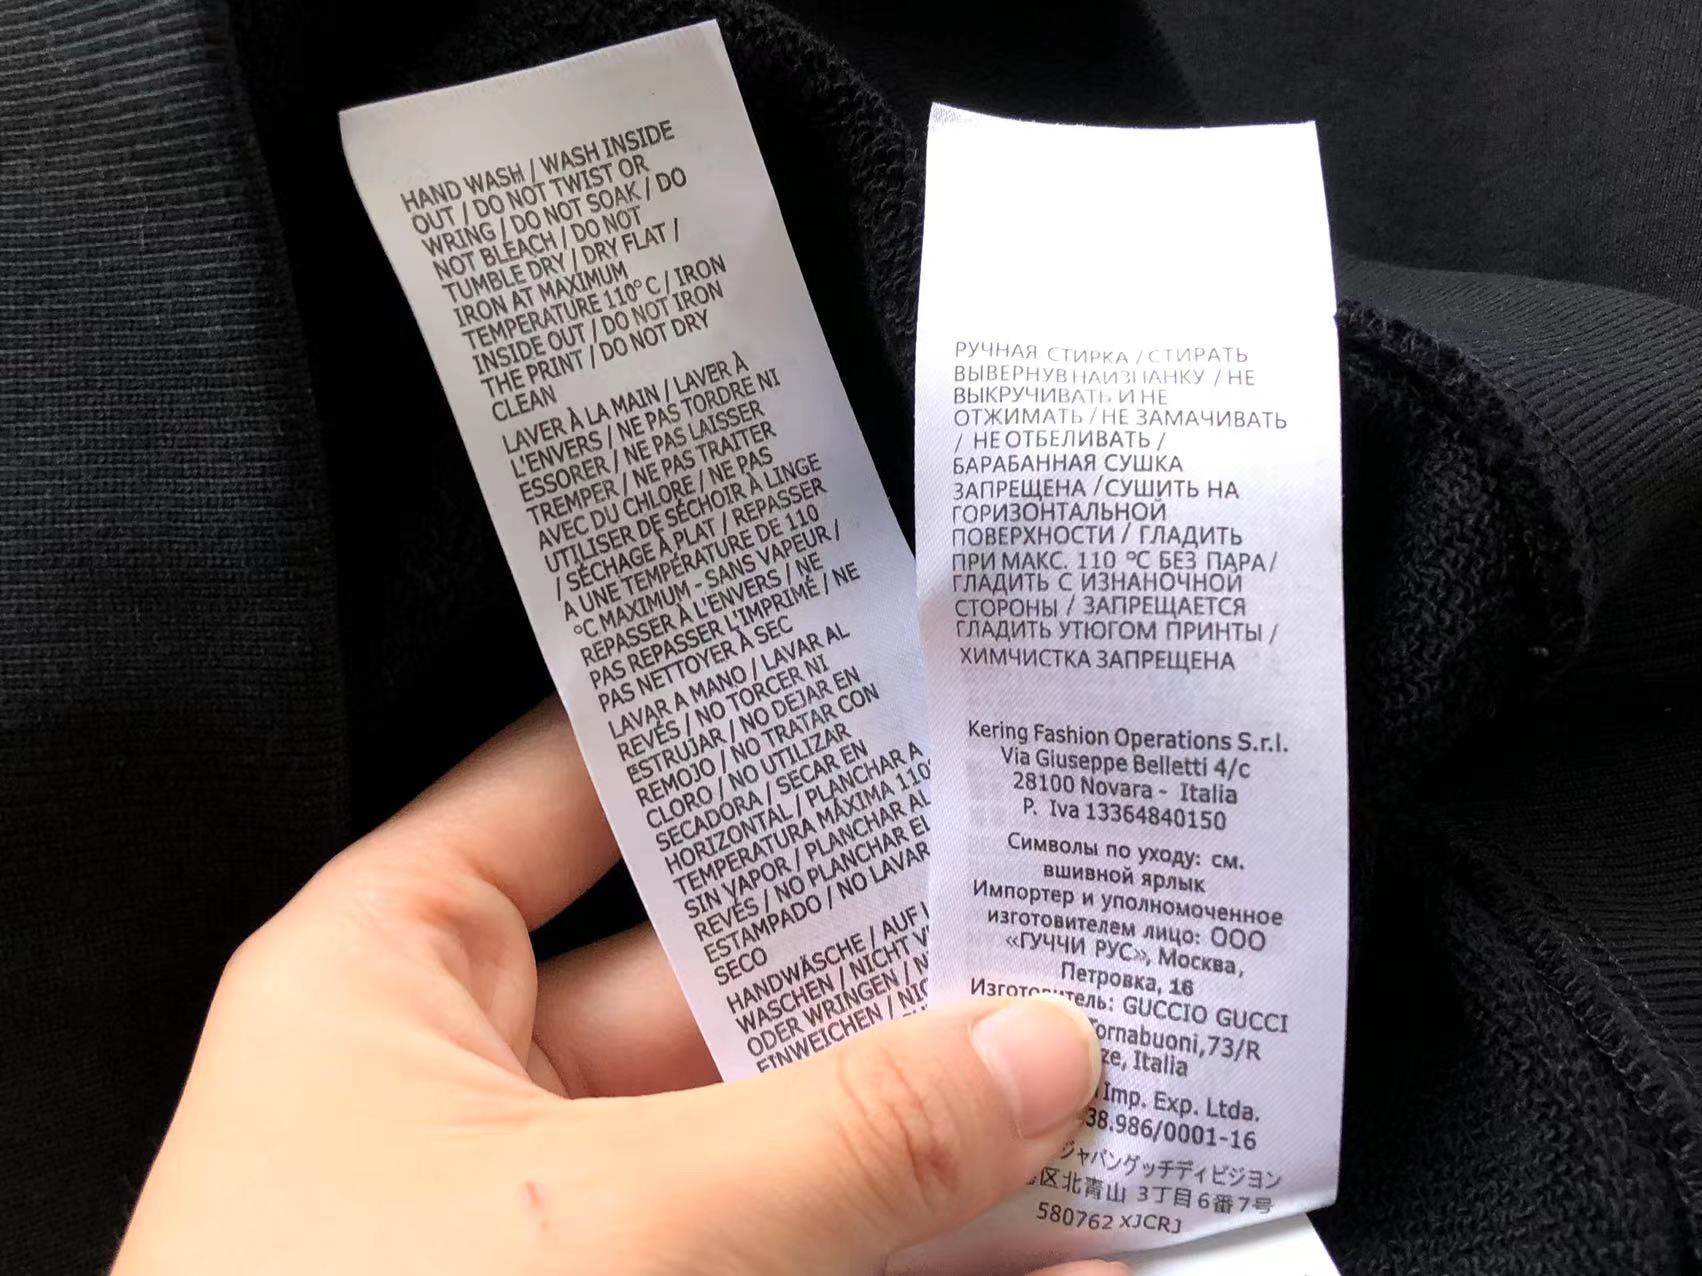 HAND WASH / WASH INSIDE
OUT / DO NOT TWIST OR
WRING / DO NOT SOAK / DO
NOT BLEACH / DO NOT
TUMBLE DRY / DRY FLAT /
IRON AT MAXIMUM
TEMPERATURE 110°C / IRON
INSIDE OUT / DO NOT IRON
THE PRINT / DO NOT DRY
CLEAN
LAVER À LA MAIN / LAVER À
L'ENVERS / NE PAS TORDRE NI
ESSORER / NE PAS LAISSER
TREMPER / NE PAS TRAITER
AVEC DU CHLORE / NE PAS
UTILISER DE SÉCHOIR À LINGE
/ SÉCHAGE À PLAT / REPASSER
A UNE TEMPÉRATURE DE 110
°C MAXIMUM - SANS VAPEUR /
REPASSER À L'ENVERS / NE
PAS REPASSER L'IMPRIMÉ / NE
PAS NETTOYER À SEC
LAVAR A MANO / LAVAR AL
REVÉS / NO TORCER NI
ESTRUJAR / NO DEJAR EN
REMOJO / NO TRATAR CON
CLORO / NO UTILIZAR
SECADORA / SECAR EN
HORIZONTAL / PLANCHAR A
TEMPERATURA MÁXIMA 110°
SIN VAPOR / PLANCHAR AL
REVÉS / NO PLANCHAR EL
ESTAMPADO / NO LAVAR
SECO
HANDWÄSCHE / AUF
WASCHEN / NICHT
ODER WRINGEN /
EINWEICHEN /
РУЧНАЯ СТИРКА / СТИРАТЬ
ВЫВЕРНУВ НАИЗНАНКУ / НЕ
ВЫКРУЧИВАТЬ И НЕ
ОТЖИМАТЬ / НЕ ЗАМАЧИВАТЬ
/ НЕ ОТБЕЛИВАТЬ /
БАРАБАННАЯ СУШКА
ЗАПРЕЩЕНА / СУШИТЬ НА
ГОРИЗОНТАЛЬНОЙ
ПОВЕРХНОСТИ / ГЛАДИТЬ
ПРИ МАКС. 110 °C БЕЗ ПАРА /
ГЛАДИТЬ С ИЗНАНОЧНОЙ
СТОРОНЫ / ЗАПРЕЩАЕТСЯ
ГЛАДИТЬ УТЮГОМ ПРИНТЫ /
ХИМЧИСТКА ЗАПРЕЩЕНА
Kering Fashion Operations S.r.l.
Via Giuseppe Belletti 4/c
28100 Novara - Italia
P. Iva 13364840150
Символы по уходу: см.
вшивной ярлык
Импортер и уполномоченное
изготовителем лицо: ООО
«ГУЧЧИ РУС», Москва,
Петровка, 16
Изготовитель: GUCCIO GUCCI
ornabuoni,73/R
ze, Italia
Imp. Exp. Ltda.
38.986/0001-16
ジャパングッチディビジヨン
区北青山 3丁目6番7号
580762 XJCRJ